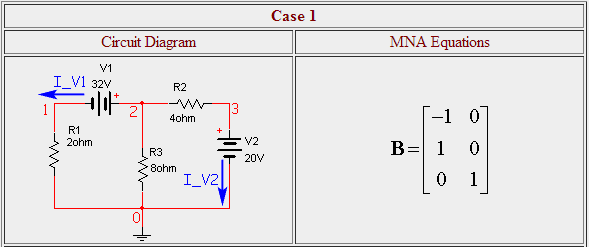 Case 1
Circuit Diagram
MNA Equations
V1
I_V1 32V
+
R2
1
2
3
4ohm
R1
2ohm
+
V2
20V
R3
8ohm
I_V2
0
B = [ −1 0
1 0
0 1 ]